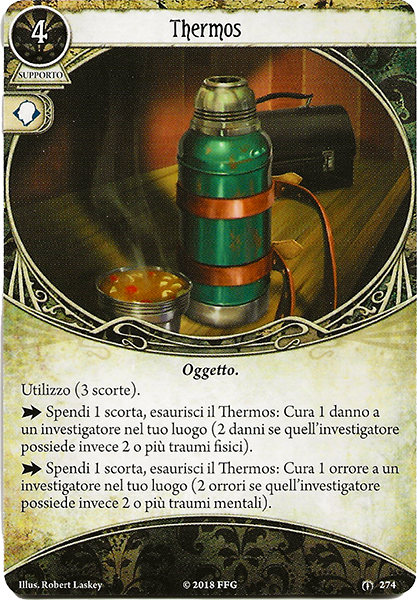 Thermos
4
SUPPORTO
Oggetto.
Utilizzo (3 scorte).
Spendi 1 scorta, esaurisci il Thermos: Cura 1 danno a
un investigatore nel tuo luogo (2 danni se quell'investigatore
possiede invece 2 o più traumi fisici).
Spendi 1 scorta, esaurisci il Thermos: Cura 1 orrore a un
investigatore nel tuo luogo (2 orrori se quell'investigatore
possiede invece 2 o più traumi mentali).
Illus. Robert Laskey
© 2018 FFG
274